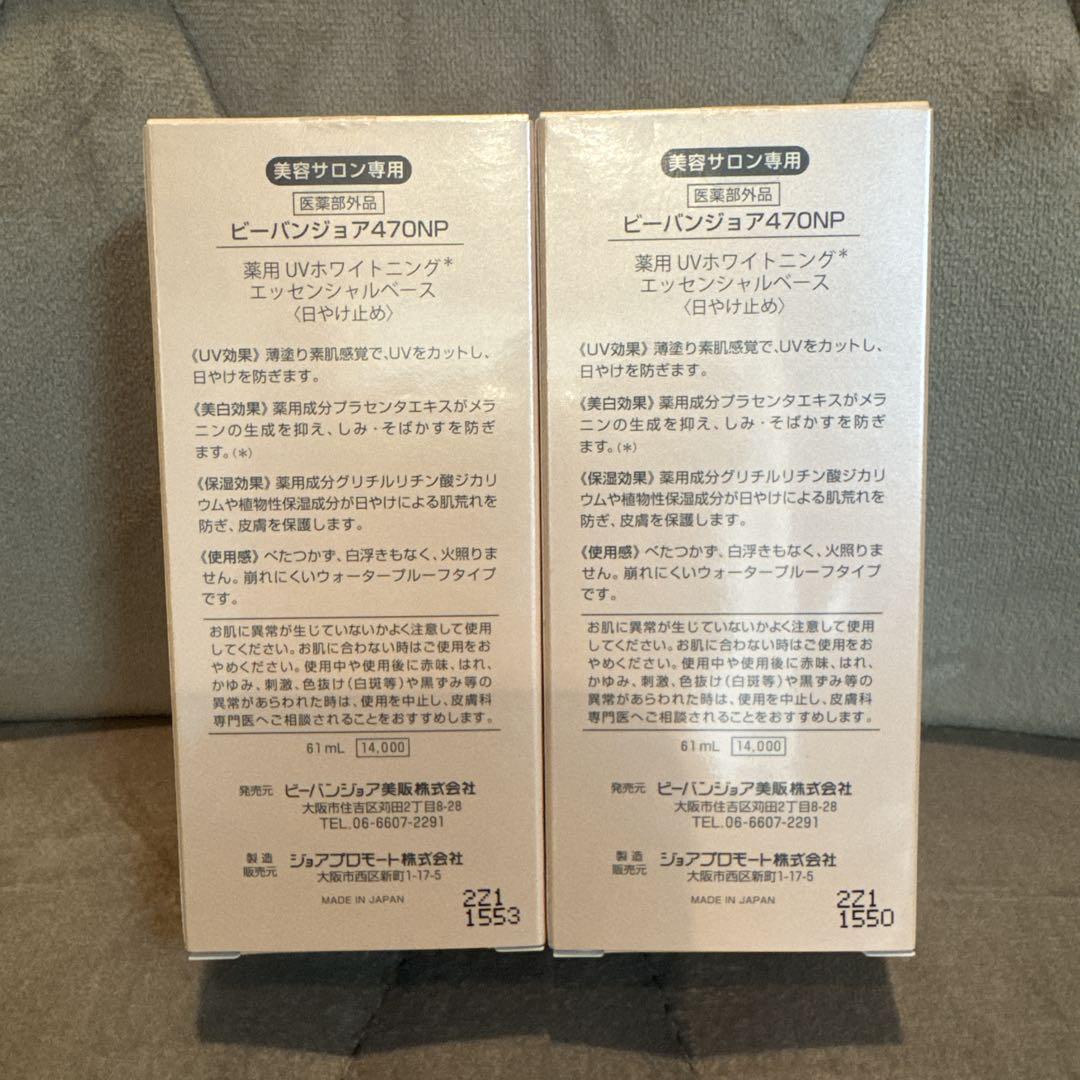 美容サロン専用
医薬部外品
ビーバンジョア470NP
薬用 UVホワイトニング*
エッセンシャルベース
〈日やけ止め〉
《UV効果》薄塗り素肌感覚で、UVをカットし、
日やけを防ぎます。
《美白効果》薬用成分プラセンタエキスがメラ
ニンの生成を抑え、しみ・そばかすを防ぎ
ます。(*)
《保湿効果》薬用成分グリチルリチン酸ジカリ
ウムや植物性保湿成分が日やけによる肌荒れを
防ぎ、皮膚を保護します。
《使用感》べたつかず、白浮きもなく、火照りま
せん。崩れにくいウォータープルーフタイプ
です。
お肌に異常が生じていないかよく注意して使用
してください。お肌に合わない時はご使用をお
やめください。使用中や使用後に赤味、はれ、
かゆみ、刺激、色抜け(白斑等)や黒ずみ等の
異常があらわれた時は、使用を中止し、皮膚科
専門医へご相談されることをおすすめします。
61mL 14,000
発売元 ビーバンジョア美販株式会社
大阪市住吉区苅田2丁目8-28
TEL.06-6607-2291
製造
販売元 ジョアプロモート株式会社
大阪市西区新町1-17-5
MADE IN JAPAN
2Z1
1553
美容サロン専用
医薬部外品
ビーバンジョア470NP
薬用 UVホワイトニング*
エッセンシャルベース
〈日やけ止め〉
《UV効果》薄塗り素肌感覚で、UVをカットし、
日やけを防ぎます。
《美白効果》薬用成分プラセンタエキスがメラ
ニンの生成を抑え、しみ・そばかすを防ぎ
ます。(*)
《保湿効果》薬用成分グリチルリチン酸ジカリ
ウムや植物性保湿成分が日やけによる肌荒れを
防ぎ、皮膚を保護します。
《使用感》べたつかず、白浮きもなく、火照りま
せん。崩れにくいウォータープルーフタイプ
です。
お肌に異常が生じていないかよく注意して使用
してください。お肌に合わない時はご使用をお
やめください。使用中や使用後に赤味、はれ、
かゆみ、刺激、色抜け(白斑等)や黒ずみ等の
異常があらわれた時は、使用を中止し、皮膚科
専門医へご相談されることをおすすめします。
61mL 14,000
発売元 ビーバンジョア美販株式会社
大阪市住吉区苅田2丁目8-28
TEL.06-6607-2291
製造
販売元 ジョアプロモート株式会社
大阪市西区新町1-17-5
MADE IN JAPAN
2Z1
1550